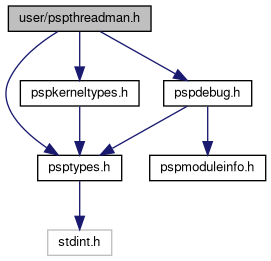 user/pspthreadman.h
pspkerneltypes.h
pspdebug.h
psptypes.h
pspmoduleinfo.h
stdint.h